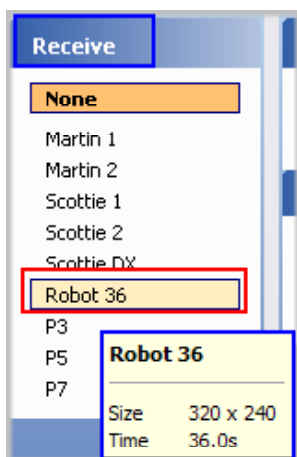 Receive
None
Martin 1
Martin 2
Scottie 1
Scottie 2
Scottie DX
Robot 36
P3
P5
P7
Robot 36
Size 320 x 240
Time 36.0s